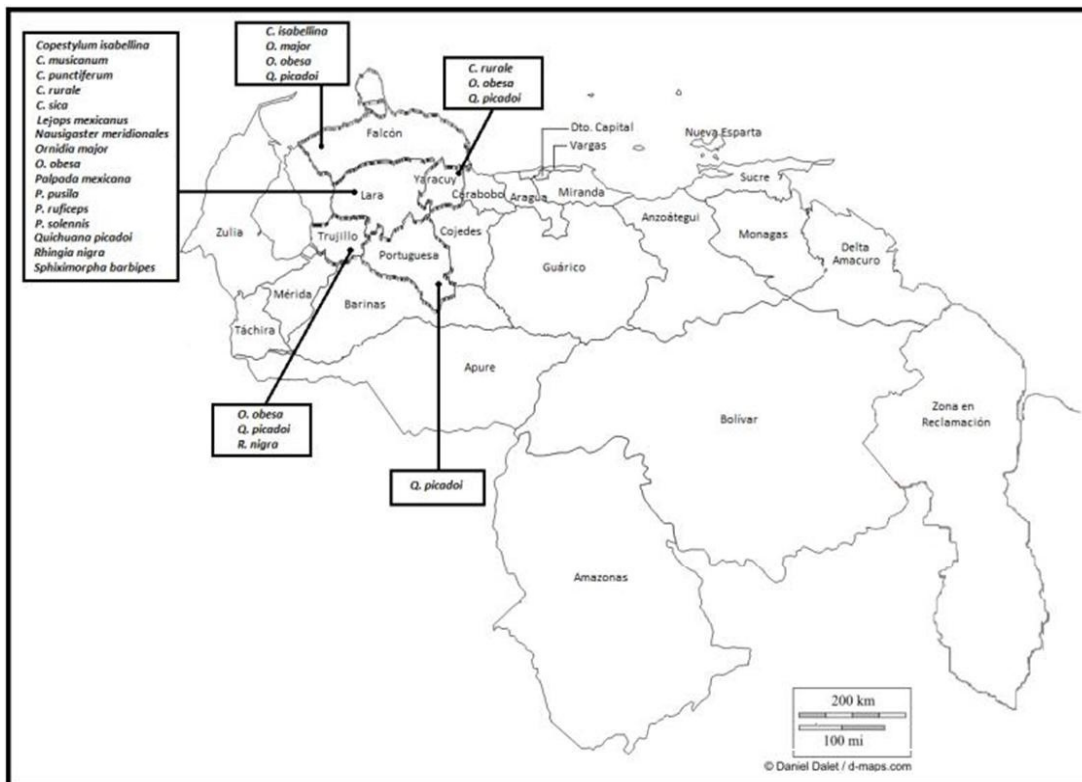 Copestylum isabellina
C. musicanum
C. punctiferum
C. rurale
C. sica
Lejops mexicanus
Nausigaster meridionales
Ornidia major
O. obesa
Palpada mexicana
P. pusila
P. ruficeps
P. solennis
Quichuana picadoi
Rhingia nigra
Sphiximorpha barbipes
C. isabellina
O. major
O. obesa
Q. picadoi
C. rurale
O. obesa
Q. picadoi
Falcón
Dto. Capital
Vargas
Nueva Esparta
Yaracuy
Carabobo
Aragua
Miranda
Sucre
Lara
Zulia
Trujillo
Portuguesa
Cojedes
Guárico
Anzoátegui
Monagas
Delta
Amacuro
Mérida
Barinas
Táchira
Apure
Bolívar
Zona en
Reclamación
O. obesa
Q. picadoi
R. nigra
Q. picadoi
Amazonas
200 km
100 mi
© Daniel Dalet / d-maps.com